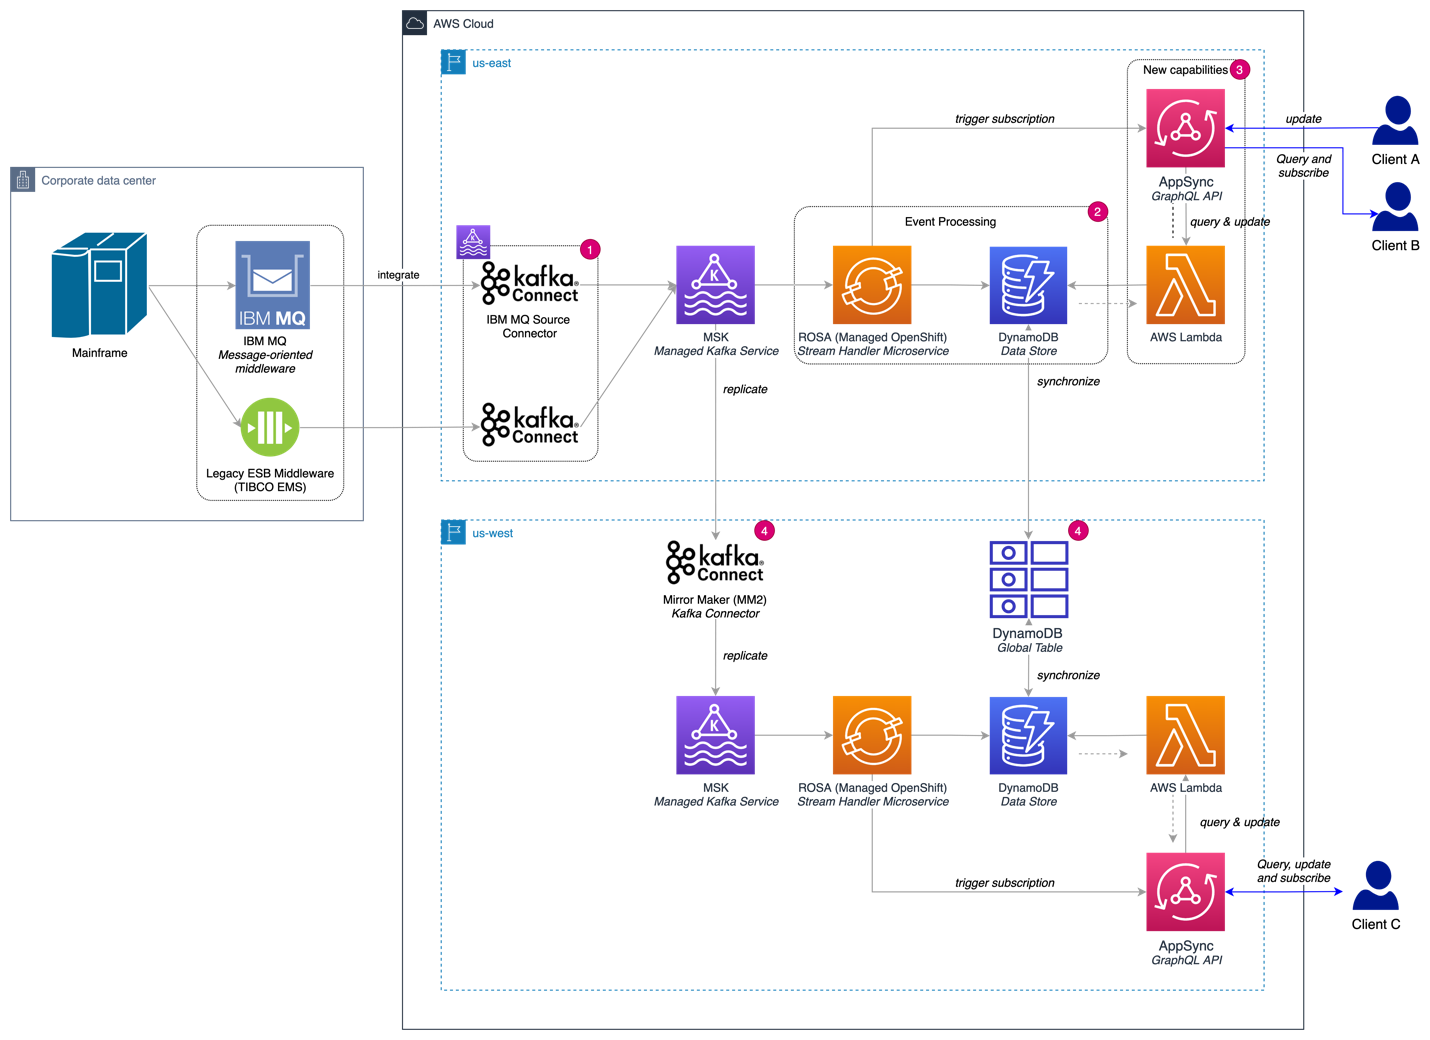 AWS Cloud
us-east
New capabilities
3
trigger subscription
update
Client A
Query and
subscribe
Corporate data center
AppSync
GraphQL API
query & update
Client B
2
Event Processing
1
integrate
kafka®
Connect
IBM MQ Source
Connector
K
IBM MQ
IBM MQ
Message-oriented
middleware
Mainframe
MSK
Managed Kafka Service
ROSA (Managed OpenShift)
Stream Handler Microservice
DynamoDB
Data Store
AWS Lambda
replicate
synchronize
kafka®
Connect
Legacy ESB Middleware
(TIBCO EMS)
us-west
4
4
kafka®
Connect
Mirror Maker (MM2)
Kafka Connector
DynamoDB
Global Table
replicate
synchronize
K
MSK
Managed Kafka Service
ROSA (Managed OpenShift)
Stream Handler Microservice
DynamoDB
Data Store
AWS Lambda
query & update
trigger subscription
Query, update
and subscribe
Client C
AppSync
GraphQL API